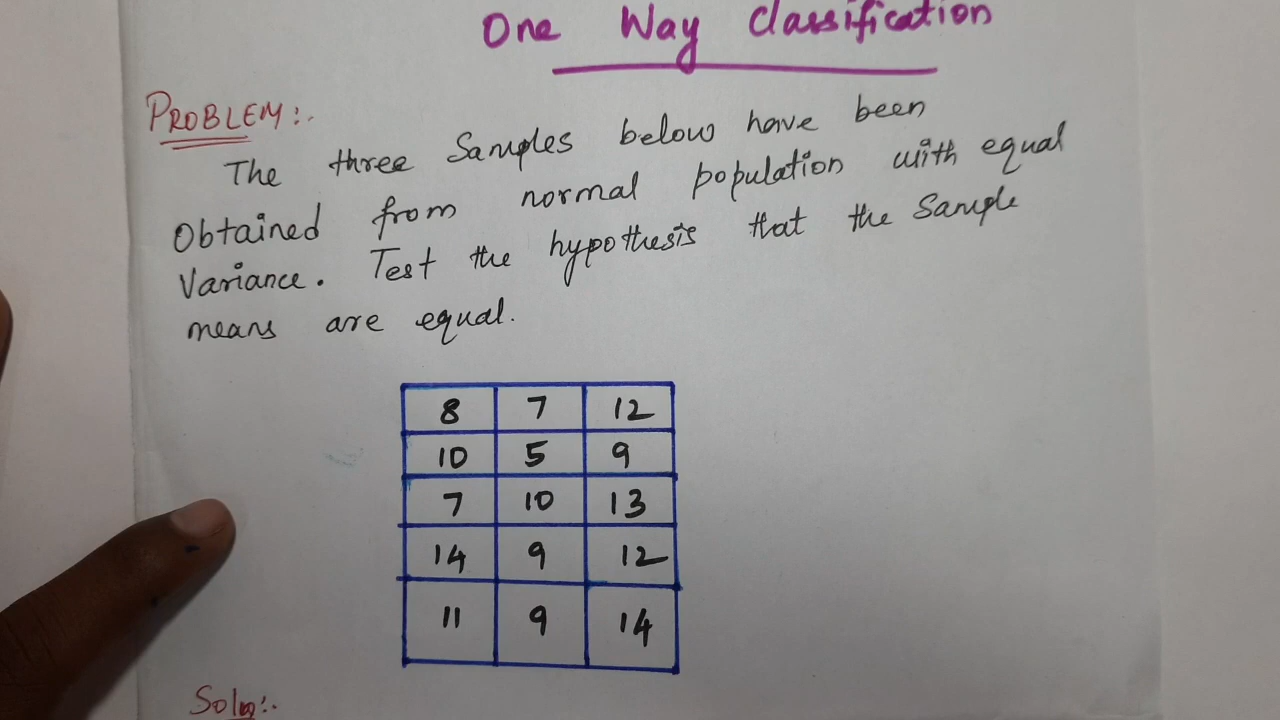 One Way Classification
PROBLEM:.
The three Samples below have been
Obtained from normal population with equal
Variance. Test the hypothesis that the Sample
means are equal.
8 7 12
10 5 9
7 10 13
14 9 12
11 9 14
Soln:.